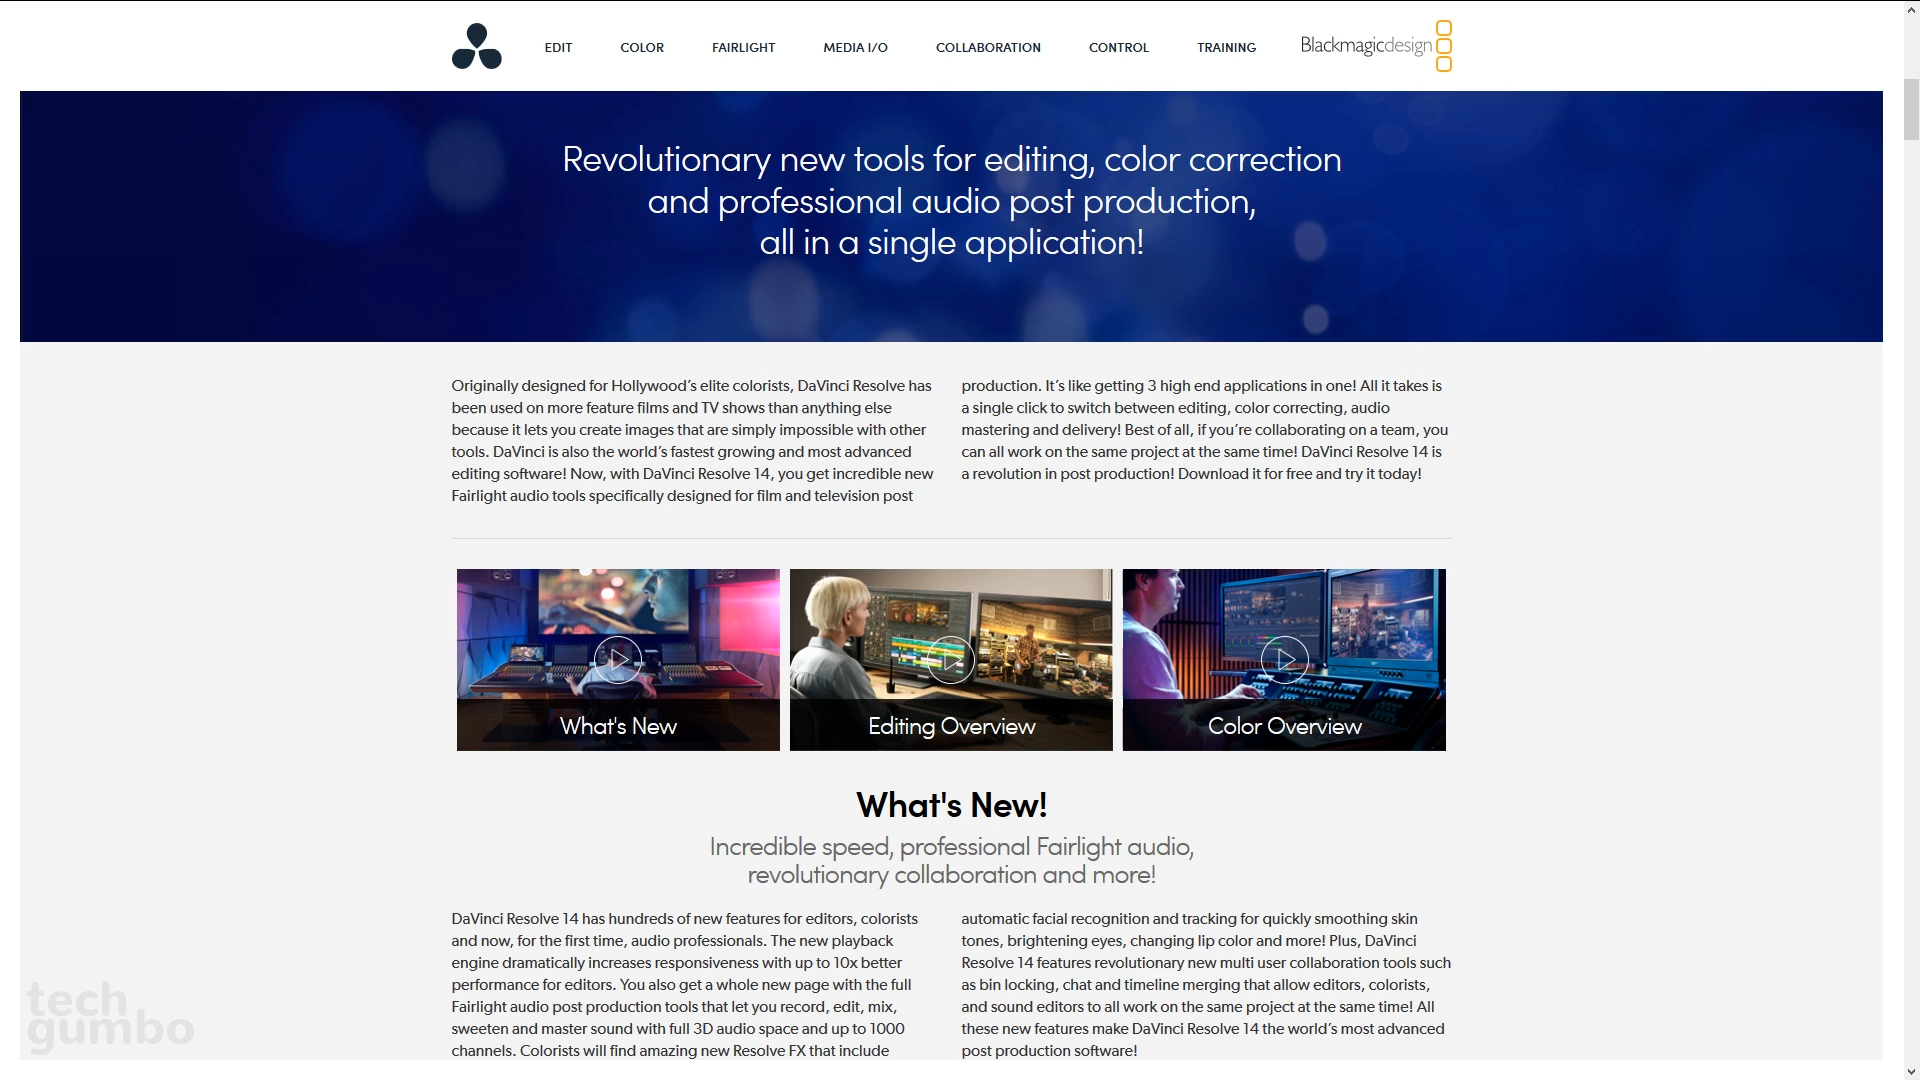 EDIT COLOR FAIRLIGHT MEDIA I/O COLLABORATION CONTROL TRAINING Blackmagicdesign
Revolutionary new tools for editing, color correction
and professional audio post production,
all in a single application!
Originally designed for Hollywood’s elite colorists, DaVinci Resolve has
been used on more feature films and TV shows than anything else
because it lets you create images that are simply impossible with other
tools. DaVinci is also the world’s fastest growing and most advanced
editing software! Now, with DaVinci Resolve 14, you get incredible new
Fairlight audio tools specifically designed for film and television post
production. It’s like getting 3 high end applications in one! All it takes is
a single click to switch between editing, color correcting, audio
mastering and delivery! Best of all, if you’re collaborating on a team, you
can all work on the same project at the same time! DaVinci Resolve 14 is
a revolution in post production! Download it for free and try it today!
What's New
Editing Overview
Color Overview
What's New!
Incredible speed, professional Fairlight audio,
revolutionary collaboration and more!
DaVinci Resolve 14 has hundreds of new features for editors, colorists
and now, for the first time, audio professionals. The new playback
engine dramatically increases responsiveness with up to 10x better
performance for editors. You also get a whole new page with the full
Fairlight audio post production tools that let you record, edit, mix,
sweeten and master sound with full 3D audio space and up to 1000
channels. Colorists will find amazing new Resolve FX that include
automatic facial recognition and tracking for quickly smoothing skin
tones, brightening eyes, changing lip color and more! Plus, DaVinci
Resolve 14 features revolutionary new multi user collaboration tools such
as bin locking, chat and timeline merging that allow editors, colorists,
and sound editors to all work on the same project at the same time! All
these new features make DaVinci Resolve 14 the world’s most advanced
post production software!
tech
gumbo